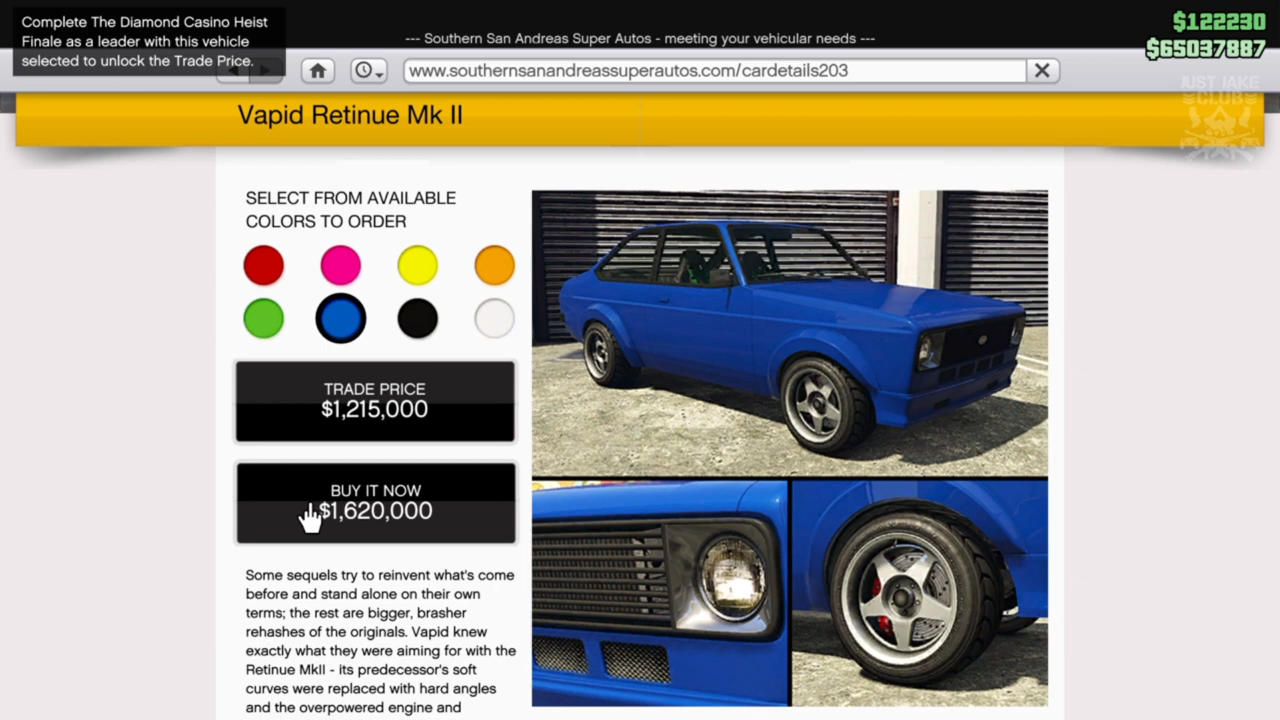 Complete The Diamond Casino Heist
Finale as a leader with this vehicle
selected to unlock the Trade Price.
$122230
$65037887
--- Southern San Andreas Super Autos - meeting your vehicular needs ---
www.southernsanandreassuperautos.com/cardetails203
JUST JAKE
CLUB
Vapid Retinue Mk II
SELECT FROM AVAILABLE
COLORS TO ORDER
TRADE PRICE
$1,215,000
BUY IT NOW
$1,620,000
Some sequels try to reinvent what's come
before and stand alone on their own
terms; the rest are bigger, brasher
rehashes of the originals. Vapid knew
exactly what they were aiming for with the
Retinue MkII - its predecessor's soft
curves were replaced with hard angles
and the overpowered engine and